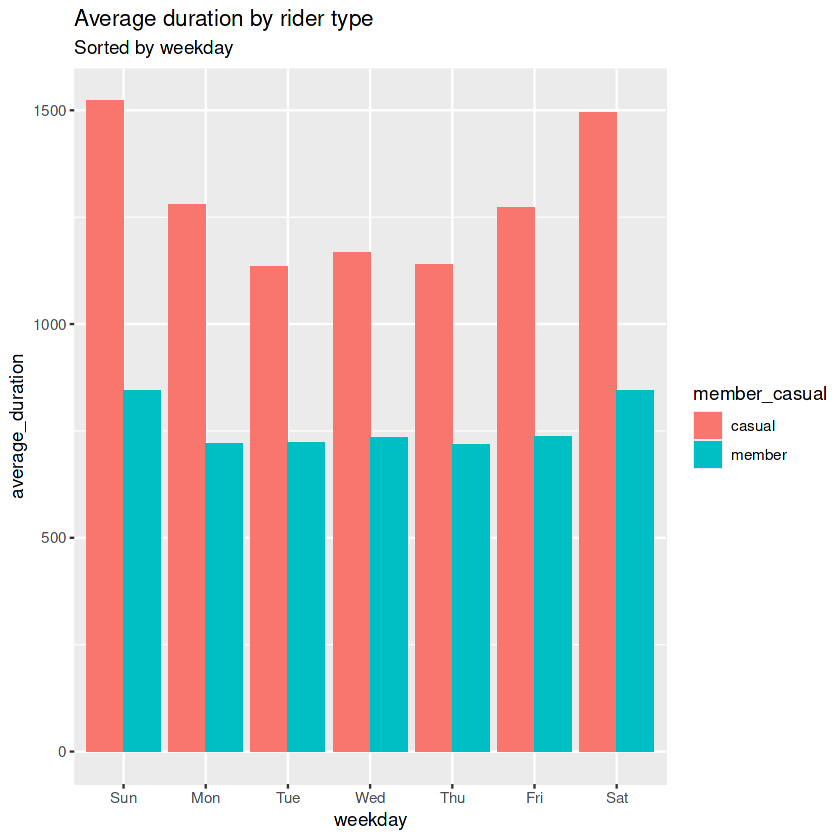 Average duration by rider type
Sorted by weekday
average_duration
1500
1000
500
0
Sun Mon Tue Wed Thu Fri Sat
weekday
member_casual
casual
member